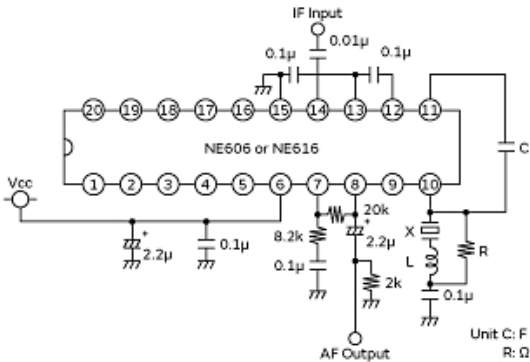 IF Input
0.01μ
0.1μ
0.1μ
20 19 18 17 16 15 14 13 12 11
NE606 or NE616
C
Vcc
1 2 3 4 5 6 7 8 9 10
20k
+
2.2μ
0.1μ
8.2k
+
2.2μ
X
R
L
0.1μ
2k
0.1μ
Unit C: F
R: Ω
AF Output